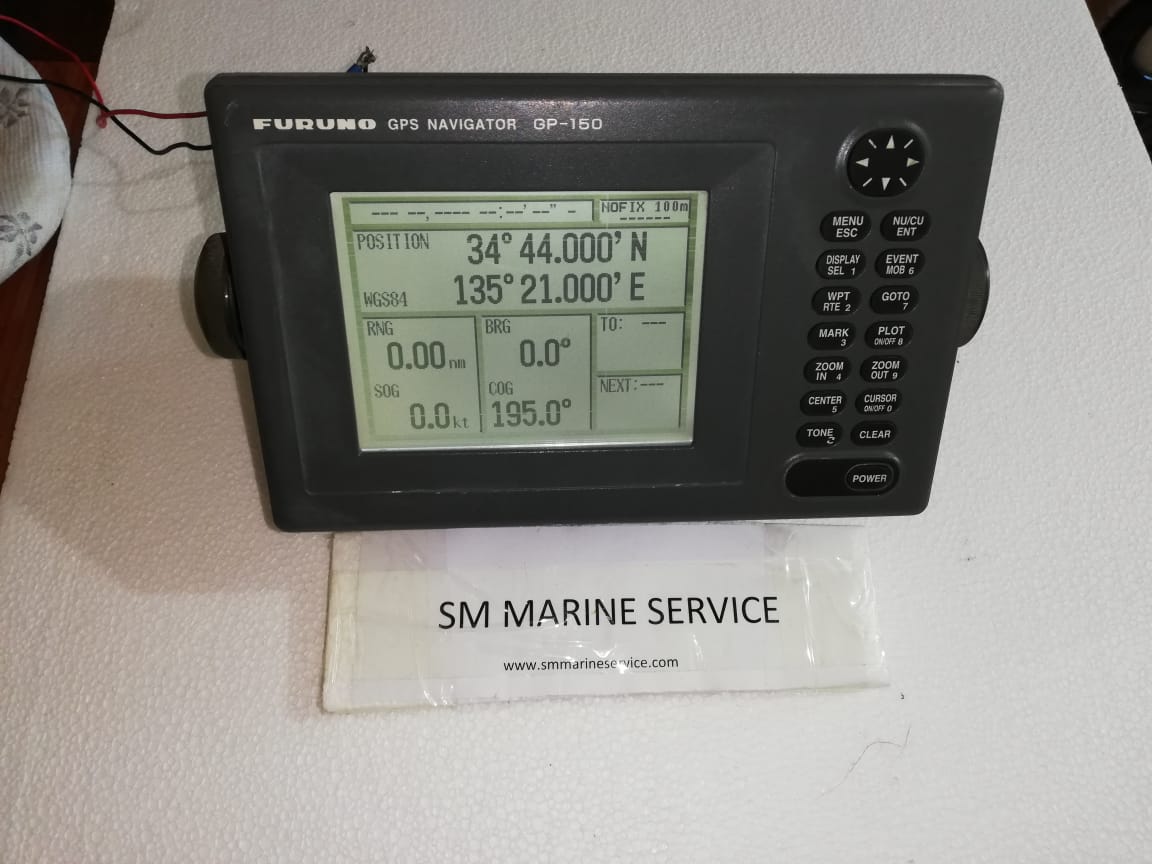 FURUNO GPS NAVIGATOR GP-150
--- --, ---- --:--'--" -
NOFIX 100m
------
POSITION 34° 44.000' N
WGS84 135° 21.000' E
RNG
0.00nm
SOG
0.0kt
BRG
0.0°
COG
195.0°
TO: ---
NEXT:---
MENU
ESC
NU/CU
ENT
DISPLAY
SEL 1
EVENT
MOB 6
WPT
RTE 2
GOTO
7
MARK
3
PLOT
ON/OFF 8
ZOOM
IN 4
ZOOM
OUT 9
CENTER
5
CURSOR
ON/OFF 0
TONE
CLEAR
POWER
SM MARINE SERVICE
www.smmarineservice.com